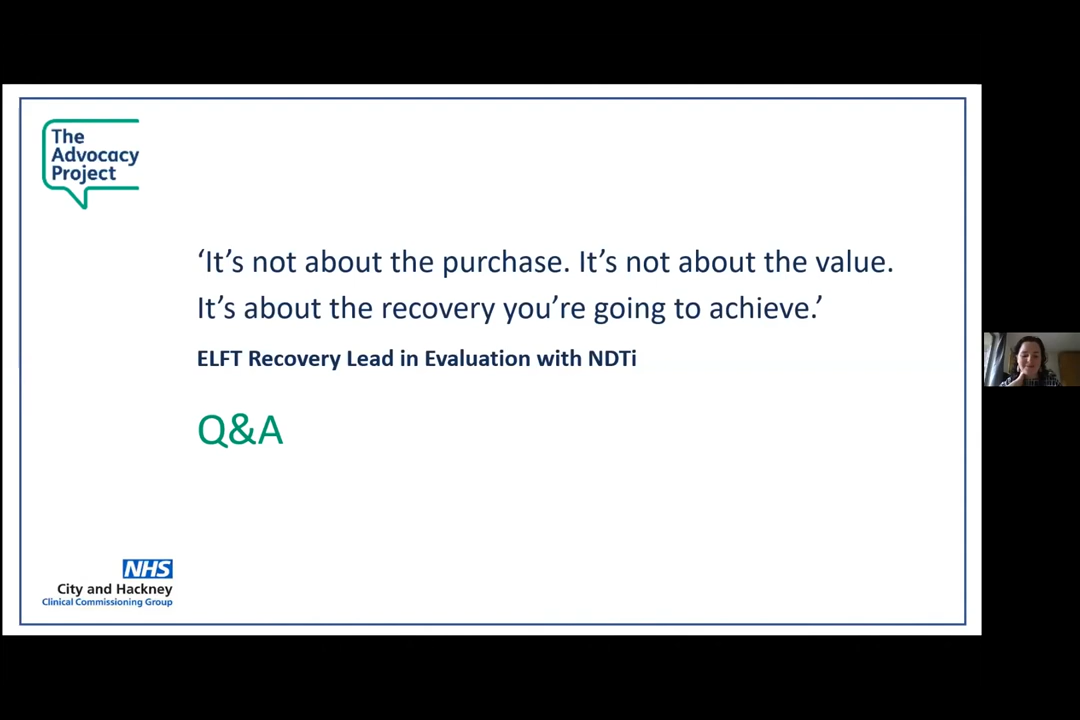 The
Advocacy
Project
‘It’s not about the purchase. It’s not about the value.
It’s about the recovery you’re going to achieve.’
ELFT Recovery Lead in Evaluation with NDTi
Q&A
NHS
City and Hackney
Clinical Commissioning Group